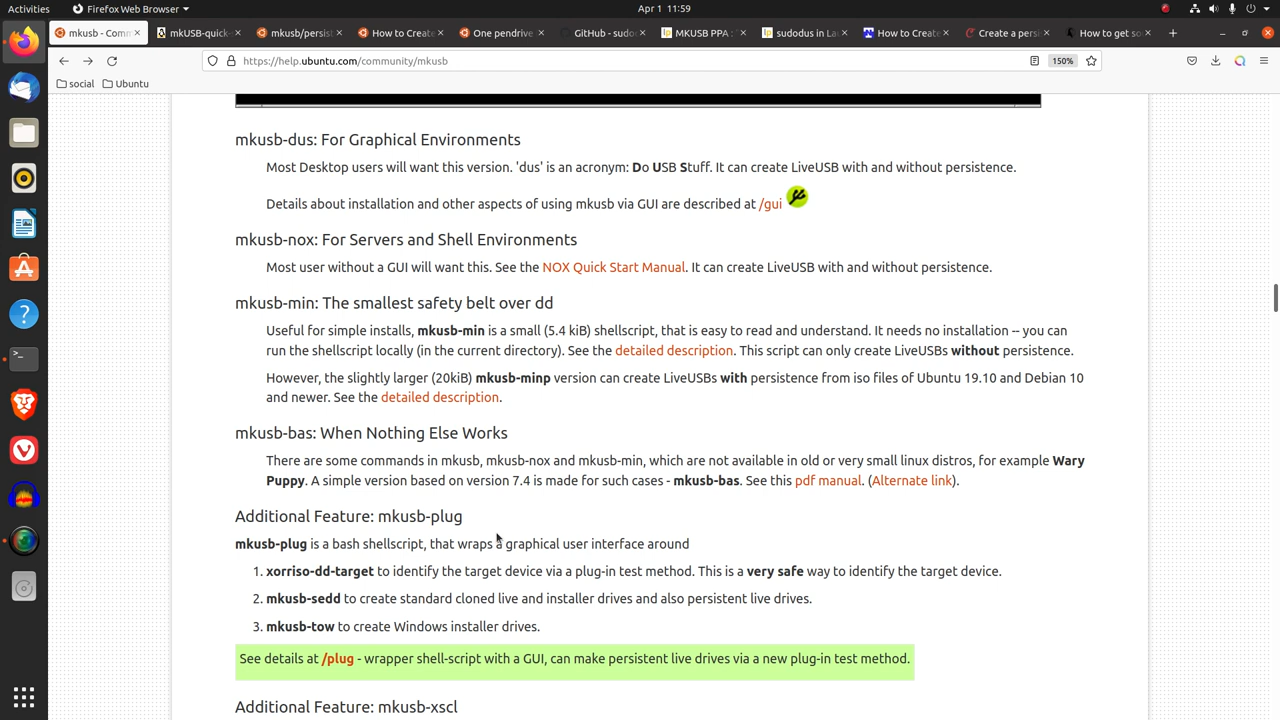 Activities
Firefox Web Browser
Apr 1 11:59
mkusb - Comm
mkUSB-quick-
mkusb/persist
How to Create
One pendrive
GitHub - sudo
MKUSB PPA :
sudodus in La
How to Create
Create a persi
How to get so
https://help.ubuntu.com/community/mkusb
150%
social
Ubuntu
mkusb-dus: For Graphical Environments
Most Desktop users will want this version. 'dus' is an acronym: Do USB Stuff. It can create LiveUSB with and without persistence.
Details about installation and other aspects of using mkusb via GUI are described at /gui
mkusb-nox: For Servers and Shell Environments
Most user without a GUI will want this. See the NOX Quick Start Manual. It can create LiveUSB with and without persistence.
mkusb-min: The smallest safety belt over dd
Useful for simple installs, mkusb-min is a small (5.4 kiB) shellscript, that is easy to read and understand. It needs no installation -- you can
run the shellscript locally (in the current directory). See the detailed description. This script can only create LiveUSBs without persistence.
However, the slightly larger (20kiB) mkusb-minp version can create LiveUSBs with persistence from iso files of Ubuntu 19.10 and Debian 10
and newer. See the detailed description.
mkusb-bas: When Nothing Else Works
There are some commands in mkusb, mkusb-nox and mkusb-min, which are not available in old or very small linux distros, for example Wary
Puppy. A simple version based on version 7.4 is made for such cases - mkusb-bas. See this pdf manual. (Alternate link).
Additional Feature: mkusb-plug
mkusb-plug is a bash shellscript, that wraps a graphical user interface around
1. xorriso-dd-target to identify the target device via a plug-in test method. This is a very safe way to identify the target device.
2. mkusb-sedd to create standard cloned live and installer drives and also persistent live drives.
3. mkusb-tow to create Windows installer drives.
See details at /plug - wrapper shell-script with a GUI, can make persistent live drives via a new plug-in test method.
Additional Feature: mkusb-xscl